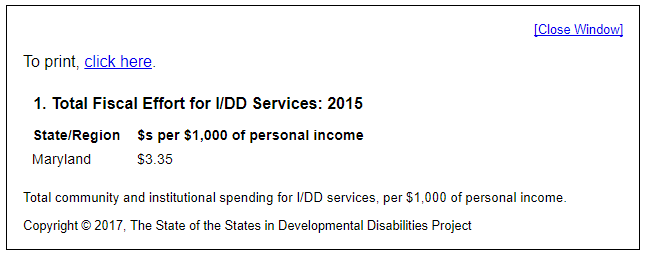 [Close Window]
To print, click here.
1. Total Fiscal Effort for I/DD Services: 2015
State/Region $s per $1,000 of personal income
Maryland $3.35
Total community and institutional spending for I/DD services, per $1,000 of personal income.
Copyright © 2017, The State of the States in Developmental Disabilities Project